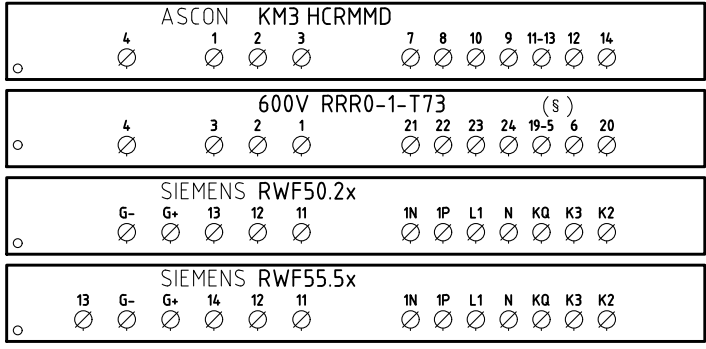 ASCON KM3 HCRMMD
4 1 2 3 7 8 10 9 11-13 12 14
600V RRR0-1-T73 (§)
4 3 2 1 21 22 23 24 19-5 6 20
SIEMENS RWF50.2x
G- G+ 13 12 11 1N 1P L1 N KQ K3 K2
SIEMENS RWF55.5x
13 G- G+ 14 12 11 1N 1P L1 N KQ K3 K2